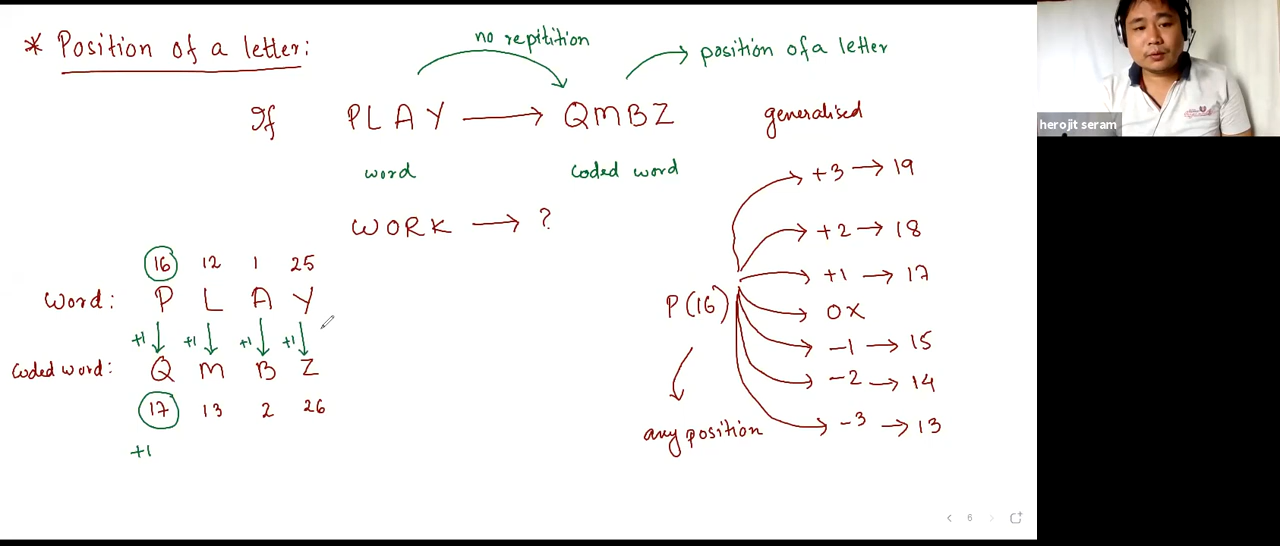 * Position of a letter:
no repitition
position of a letter
If PLAY → QMBZ generalised
word coded word
WORK → ?
+3 → 19
+2 → 18
+1 → 17
P(16) 0 X
-1 → 15
-2 → 14
-3 → 13
any position
16 12 1 25
Word: P L A Y
+1 +1 +1 +1
Coded word: Q M B Z
17 13 2 26
+1
herojit seram
6